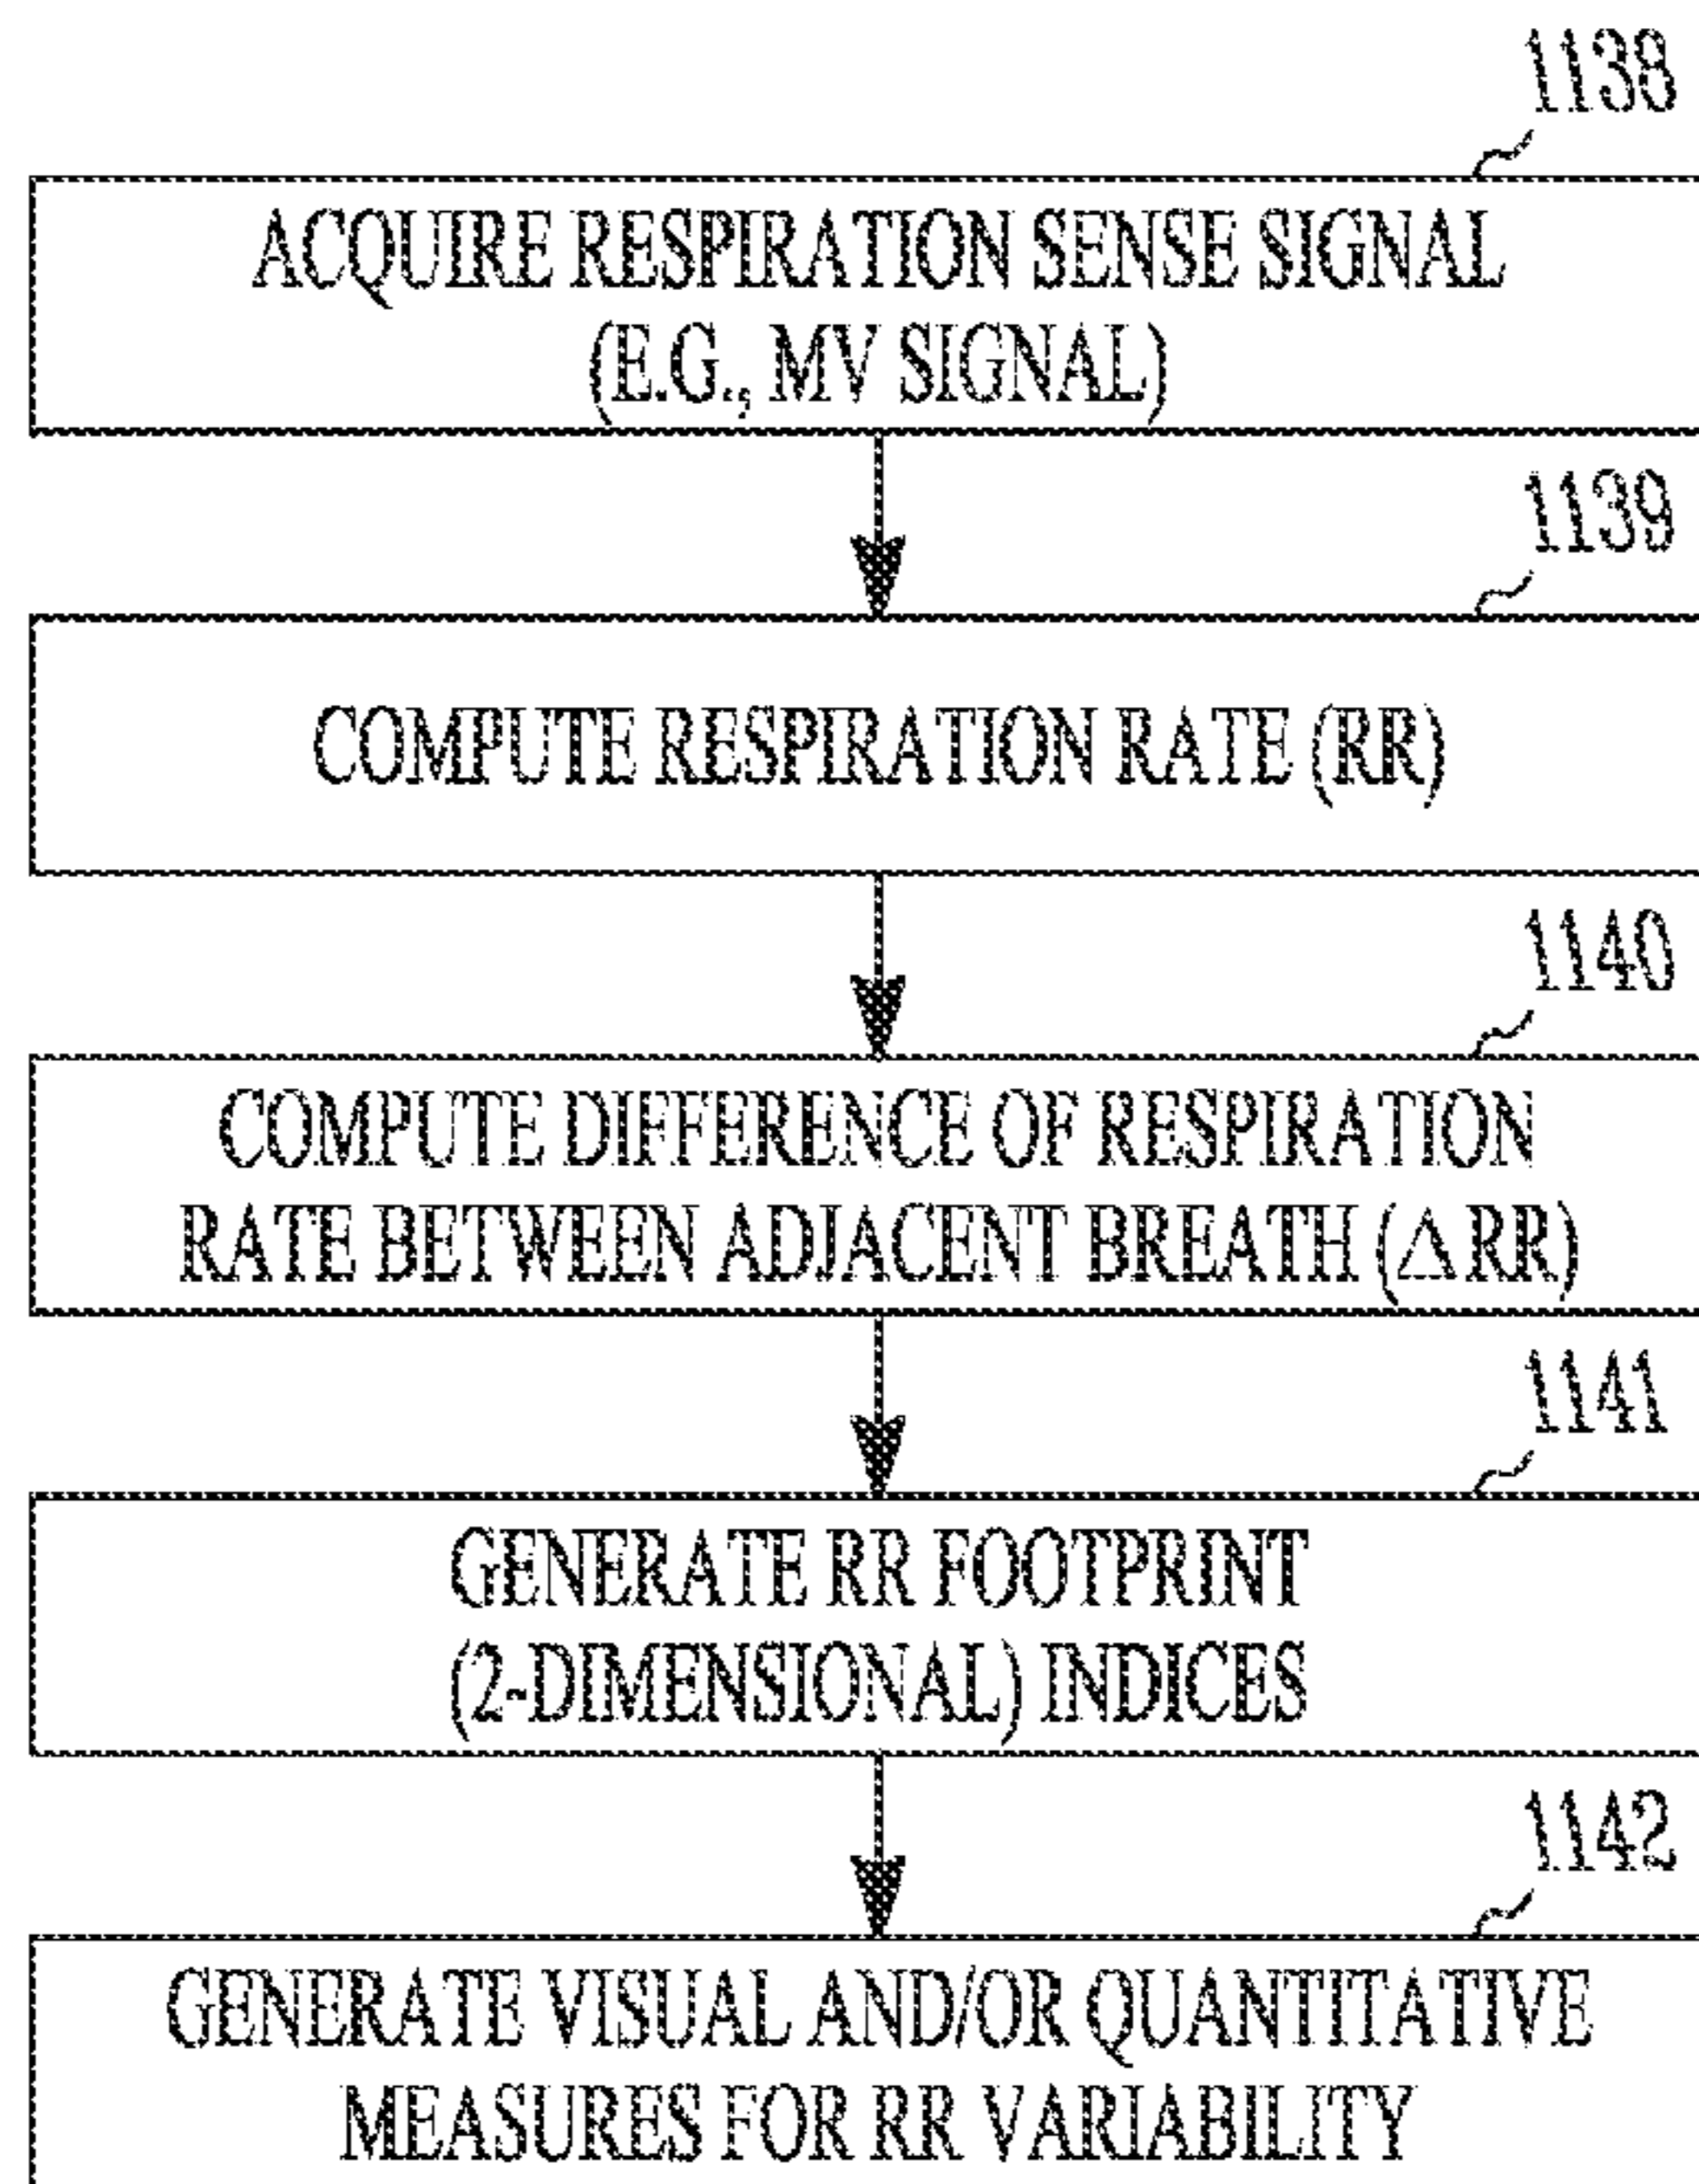 1138
ACQUIRE RESPIRATION SENSE SIGNAL
(E.G., MV SIGNAL)
1139
COMPUTE RESPIRATION RATE (RR)
1140
COMPUTE DIFFERENCE OF RESPIRATION
RATE BETWEEN ADJACENT BREATH (△RR)
1141
GENERATE RR FOOTPRINT
(2-DIMENSIONAL) INDICES
1142
GENERATE VISUAL AND/OR QUANTITATIVE
MEASURES FOR RR VARIABILITY